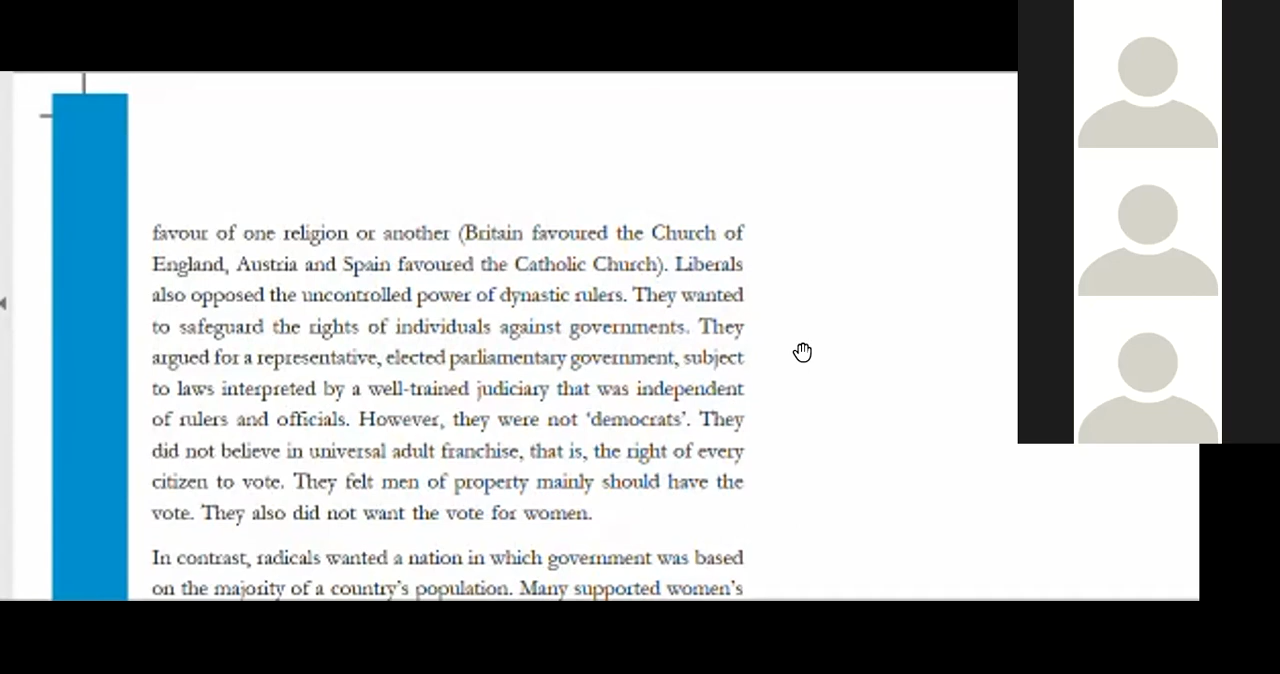 favour of one religion or another (Britain favoured the Church of
England, Austria and Spain favoured the Catholic Church). Liberals
also opposed the uncontrolled power of dynastic rulers. They wanted
to safeguard the rights of individuals against governments. They
argued for a representative, elected parliamentary government, subject
to laws interpreted by a well-trained judiciary that was independent
of rulers and officials. However, they were not ‘democrats’. They
did not believe in universal adult franchise, that is, the right of every
citizen to vote. They felt men of property mainly should have the
vote. They also did not want the vote for women.
In contrast, radicals wanted a nation in which government was based
on the majority of a country’s population. Many supported women’s